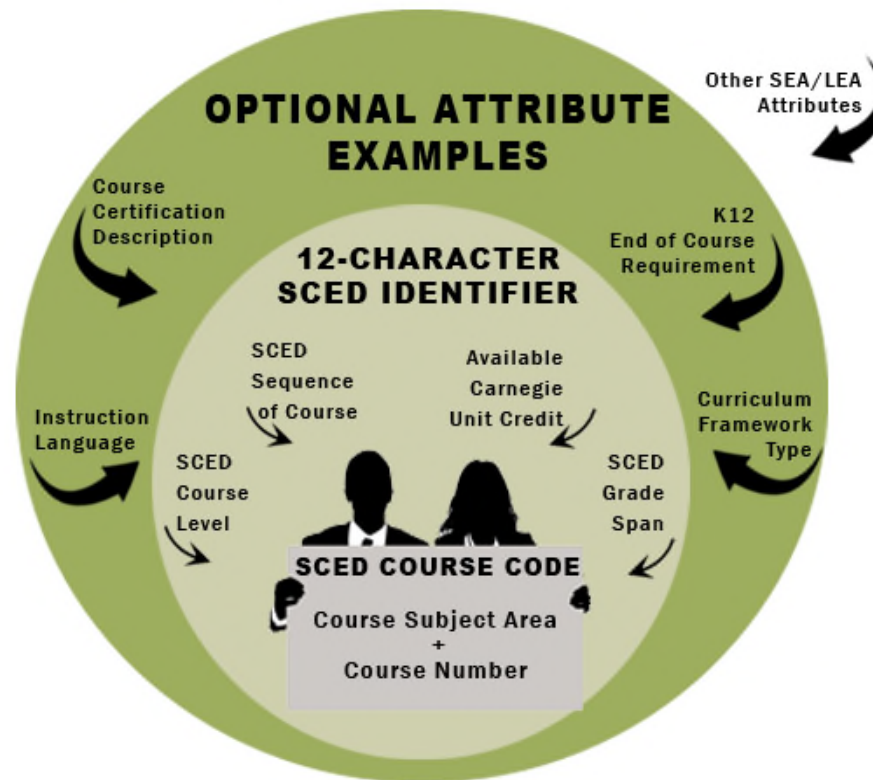 Other SEA/LEA
Attributes
OPTIONAL ATTRIBUTE
EXAMPLES
Course
Certification
Description
K12
End of Course
Requirement
12-CHARACTER
SCED IDENTIFIER
SCED
Sequence
of Course
Available
Carnegie
Unit Credit
Instruction
Language
Curriculum
Framework
Type
SCED
Course
Level
SCED
Grade
Span
SCED COURSE CODE
Course Subject Area
+
Course Number